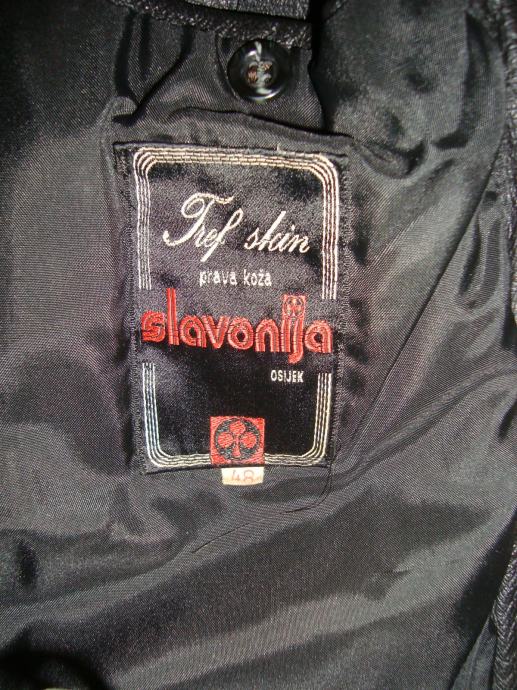 Tref skin
prava koža
slavonija
OSIJEK
48